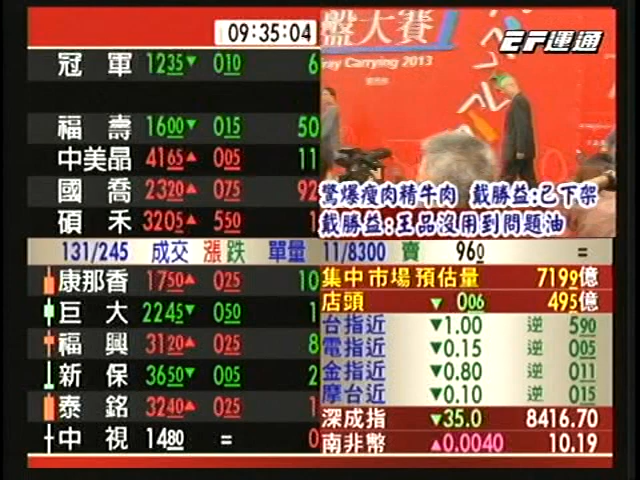 09:35:04
冠軍 1235▼ 010 6
福壽 1600▼ 015 50
中美晶 4165▲ 005 11
國喬 2320▲ 075 92
碩禾 3205▲ 550 1
131/245 成交 漲跌 單量
康那香 1750▲ 025 10
巨大 2245▼ 050 1
福興 3120▲ 025 8
新保 3650▼ 005 2
泰銘 3240▲ 025 1
中視 1480 = 0
盤大賽
ray Carrying 2013
EF運通
驚爆瘦肉精牛肉 戴勝益:已下架
戴勝益:王品沒用到問題油
11/8300 賣 960 =
集中市場預估量 7199億
店頭 ▼ 006 495億
台指近 ▼1.00 逆 590
電指近 ▼0.15 逆 005
金指近 ▼0.80 逆 011
摩台近 ▼0.10 逆 015
深成指 ▼35.0 8416.70
南非幣 ▲0.0040 10.19